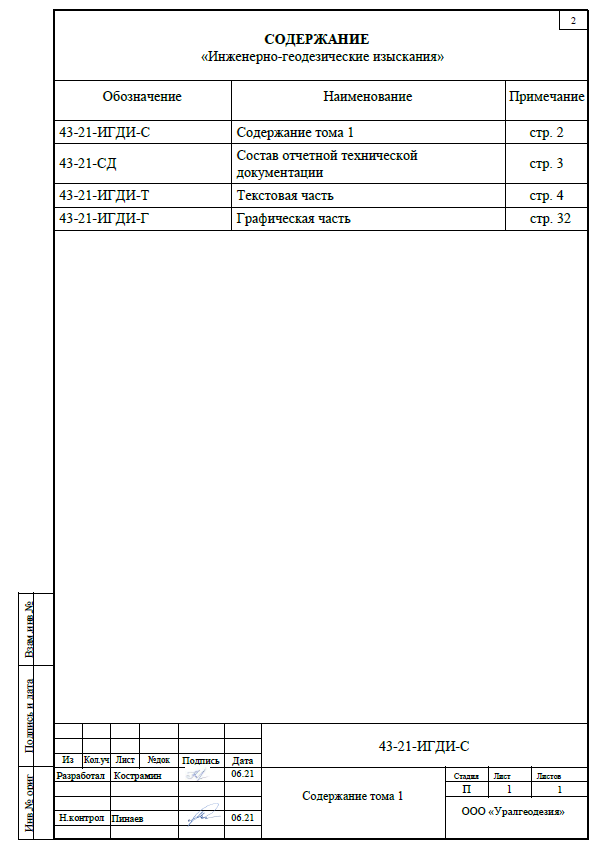 2
СОДЕРЖАНИЕ
«Инженерно-геодезические изыскания»
Обозначение Наименование Примечание
43-21-ИГДИ-С Содержание тома 1 стр. 2
43-21-СД Состав отчетной технической документации стр. 3
43-21-ИГДИ-Т Текстовая часть стр. 4
43-21-ИГДИ-Г Графическая часть стр. 32
Взам.инв.№
Подпись и дата
Инв.№ ориг
43-21-ИГДИ-С
Из Кол.уч Лист №док Подпись Дата
Разработал Кострамин 06.21
Н.контрол Пинаев 06.21
Содержание тома 1
Стадия Лист Листов
П 1 1
ООО «Уралгеодезия»